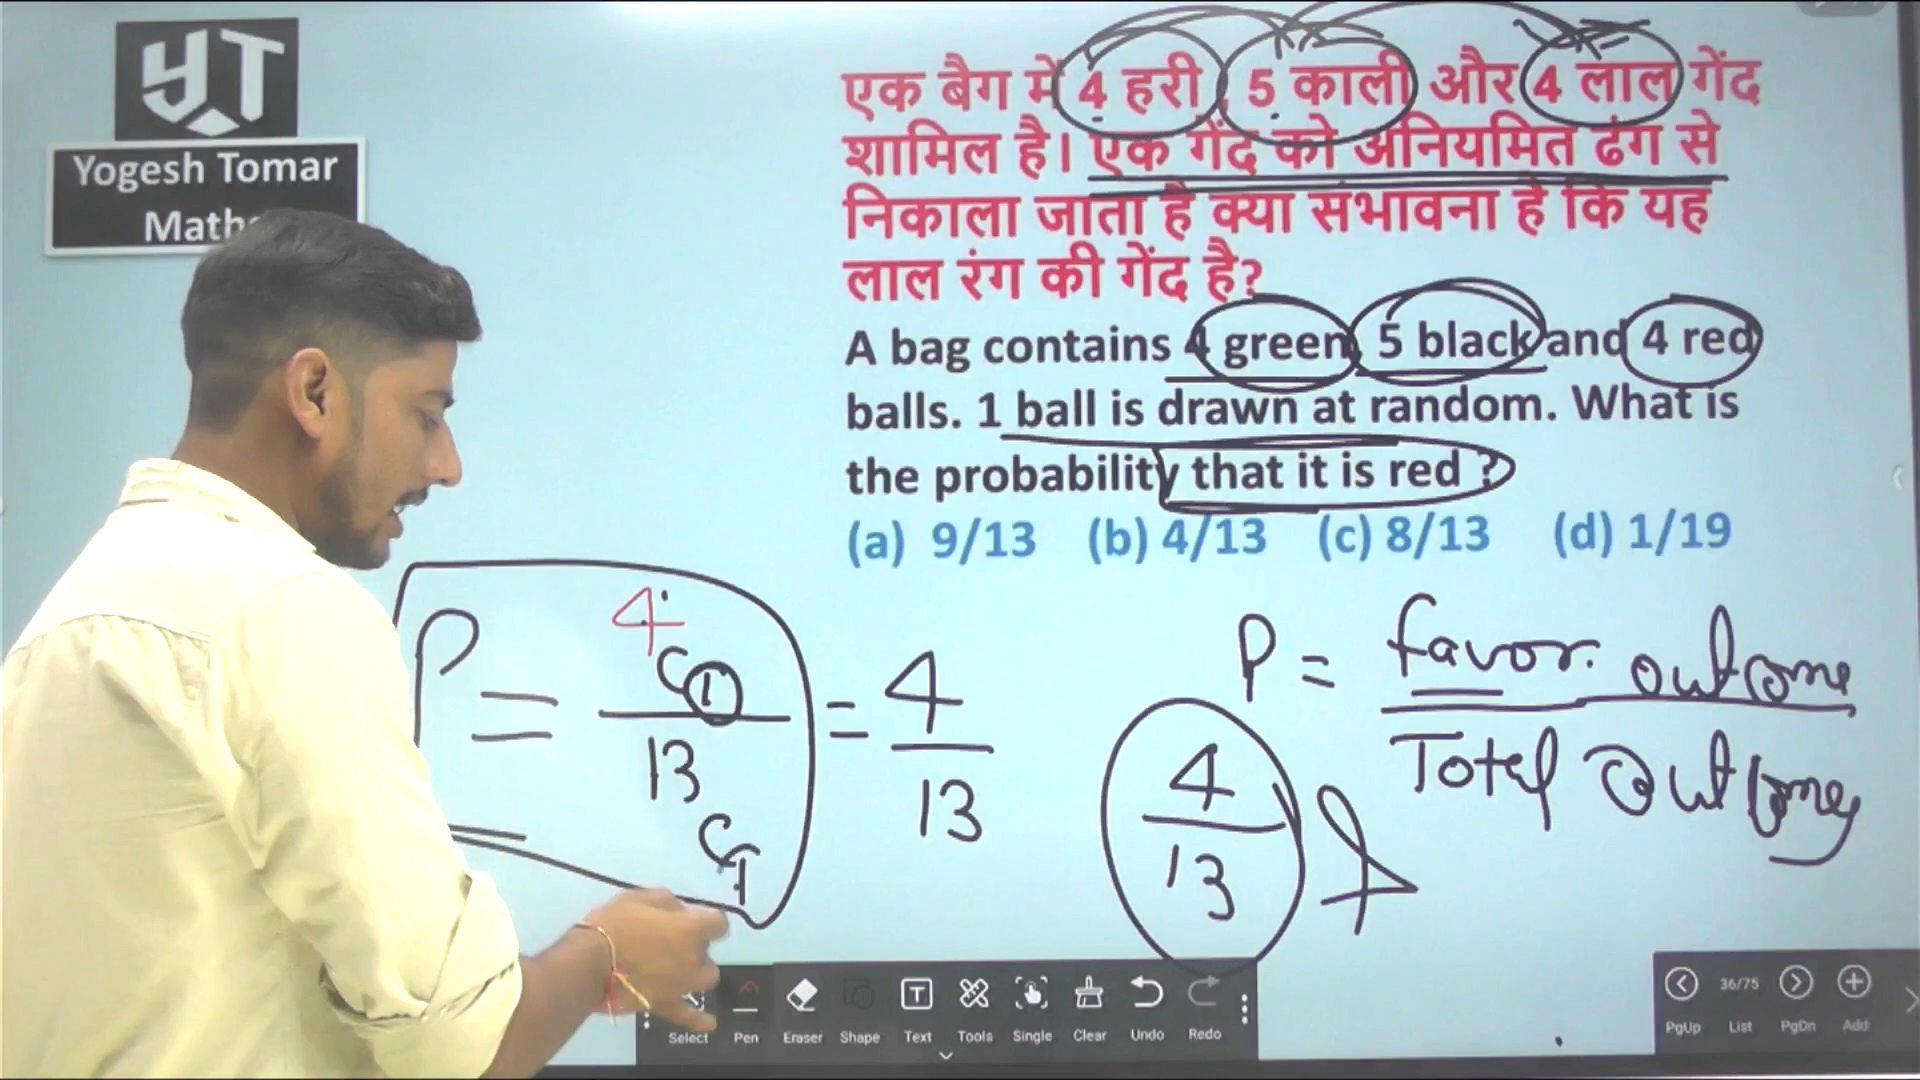 YT
Yogesh Tomar
Maths
एक बैग में 4 हरी, 5 काली और 4 लाल गेंद
शामिल है। एक गेंद को अनियमित ढंग से
निकाला जाता है क्या संभावना है कि यह
लाल रंग की गेंद है?
A bag contains 4 green, 5 black and 4 red
balls. 1 ball is drawn at random. What is
the probability that it is red ?
(a) 9/13 (b) 4/13 (c) 8/13 (d) 1/19
P = 4C1 / 13C1 = 4/13
P = favor. outcome
Total outcomes
4
13
Select Pen Eraser Shape Text Tools Single Clear Undo Redo
36/75
PgUp List PgDn Add